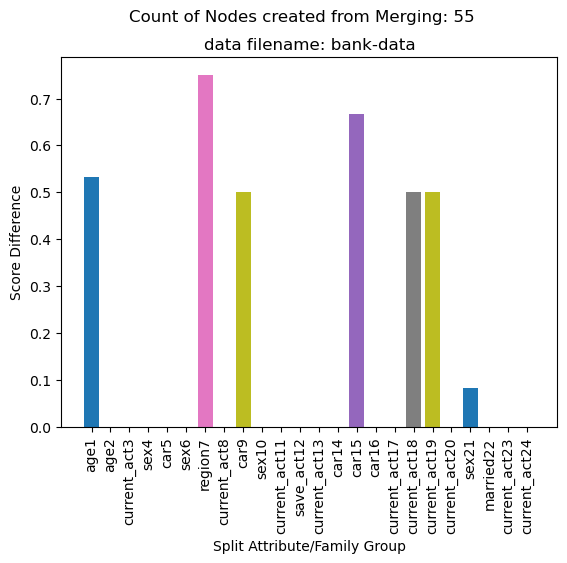 Count of Nodes created from Merging: 55
data filename: bank-data
Score Difference
0.7
0.6
0.5
0.4
0.3
0.2
0.1
0.0
age1
age2
current_act3
sex4
car5
sex6
region7
current_act8
car9
sex10
current_act11
save_act12
current_act13
car14
car15
car16
current_act17
current_act18
current_act19
current_act20
sex21
married22
current_act23
current_act24
Split Attribute/Family Group